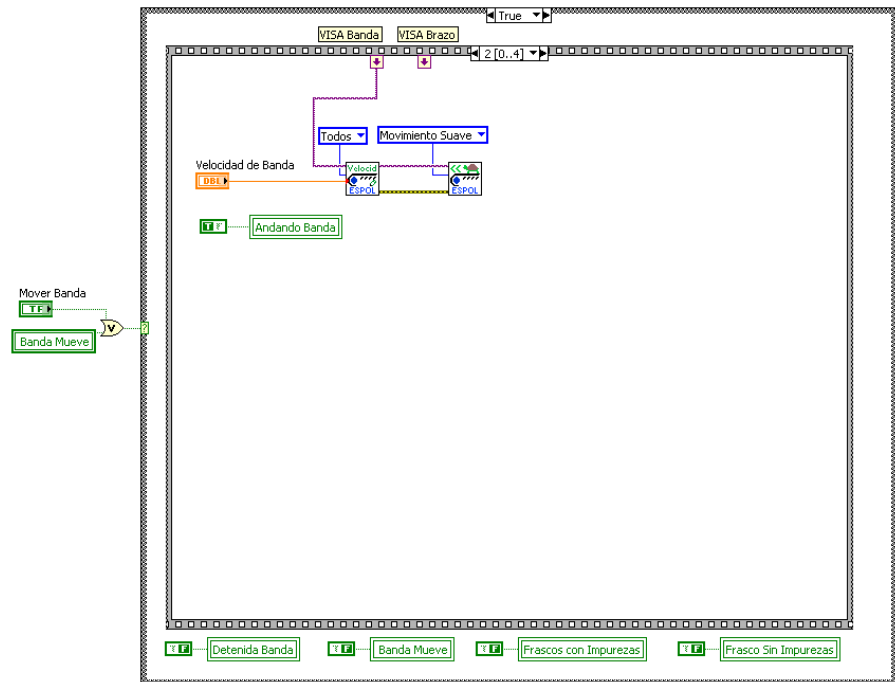 True
VISA Banda VISA Brazo
2 [0..4]
Todos Movimiento Suave
Velocidad de Banda
DBL
Velocid
ESPOL ESPOL
T F Andando Banda
Mover Banda
TF
Banda Mueve
V
?
F Detenida Banda F Banda Mueve F Frascos con Impurezas F Frasco Sin Impurezas